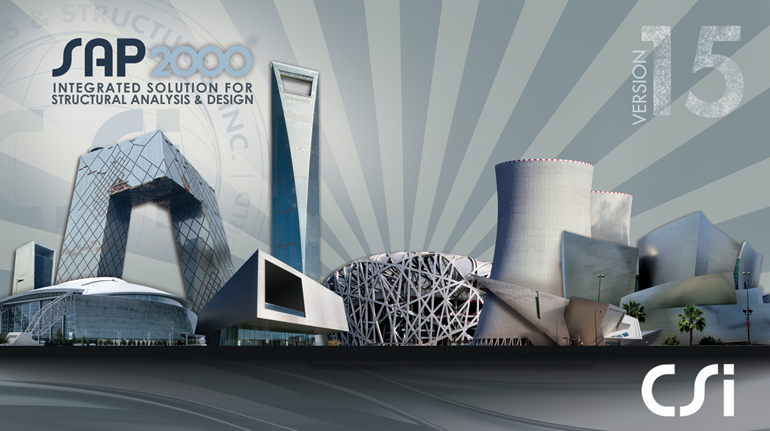 SAP2000®
INTEGRATED SOLUTION FOR
STRUCTURAL ANALYSIS & DESIGN
VERSION 15
CSi